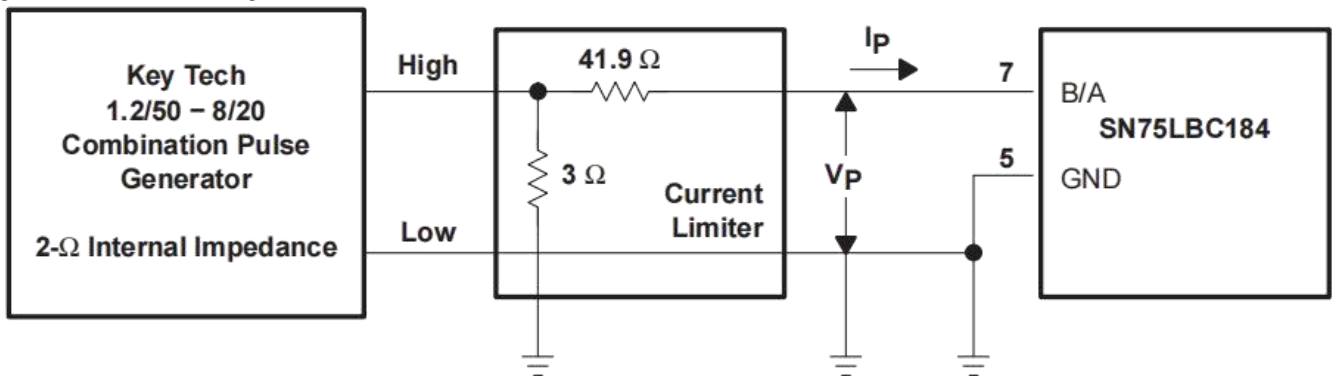 Key Tech
1.2/50 − 8/20
Combination Pulse
Generator
2-Ω Internal Impedance
High
Low
41.9 Ω
3 Ω
Current
Limiter
IP
VP
7
5
B/A
SN75LBC184
GND